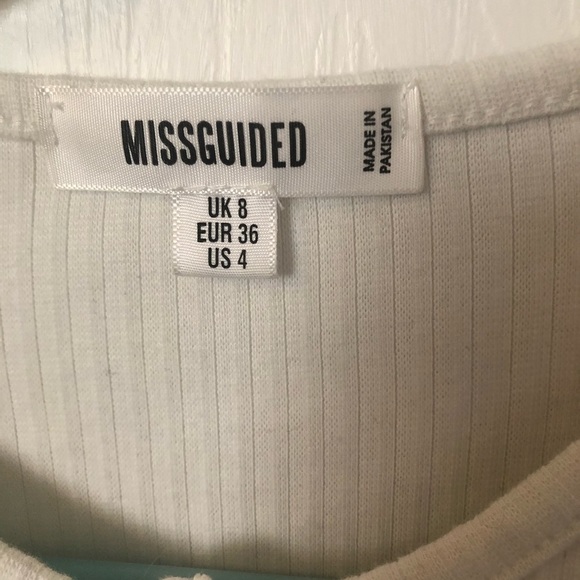 MISSGUIDED
MADE IN
PAKISTAN
UK 8
EUR 36
US 4